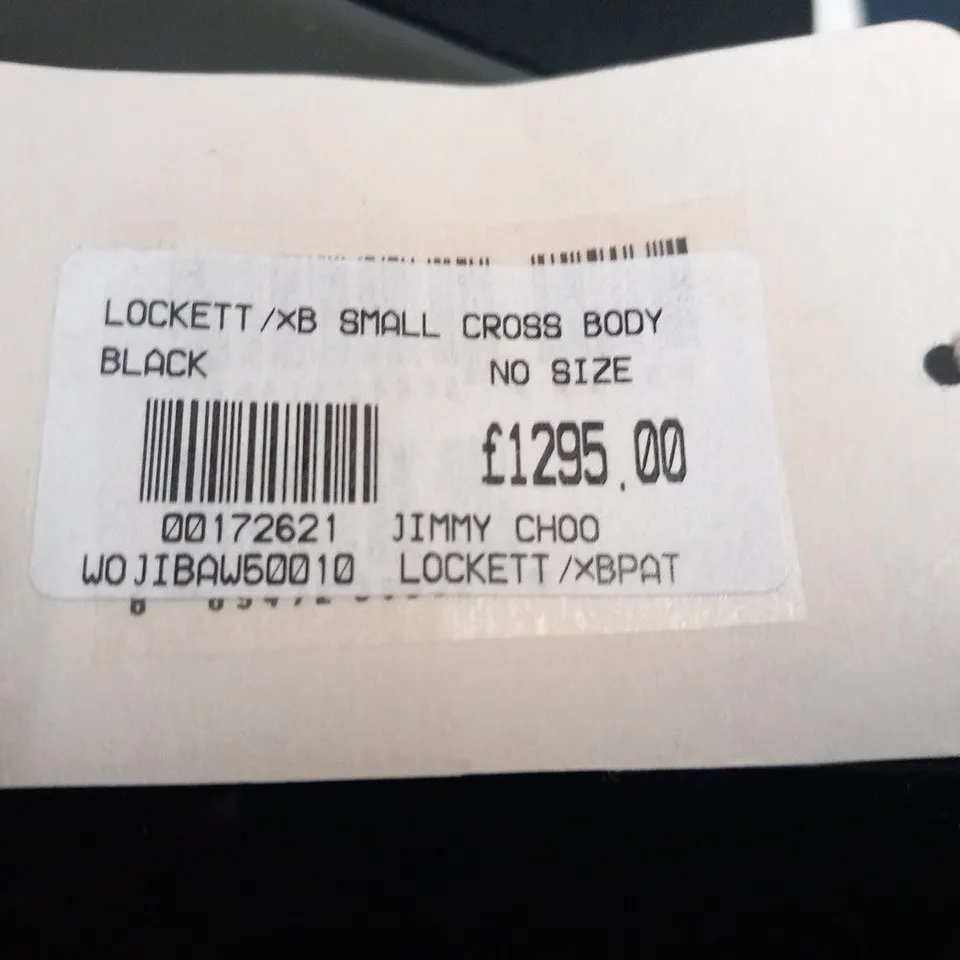 LOCKETT/XB SMALL CROSS BODY
BLACK NO SIZE
£1295.00
00172621 JIMMY CHOO
WOJIBAW50010 LOCKETT/XBPAT